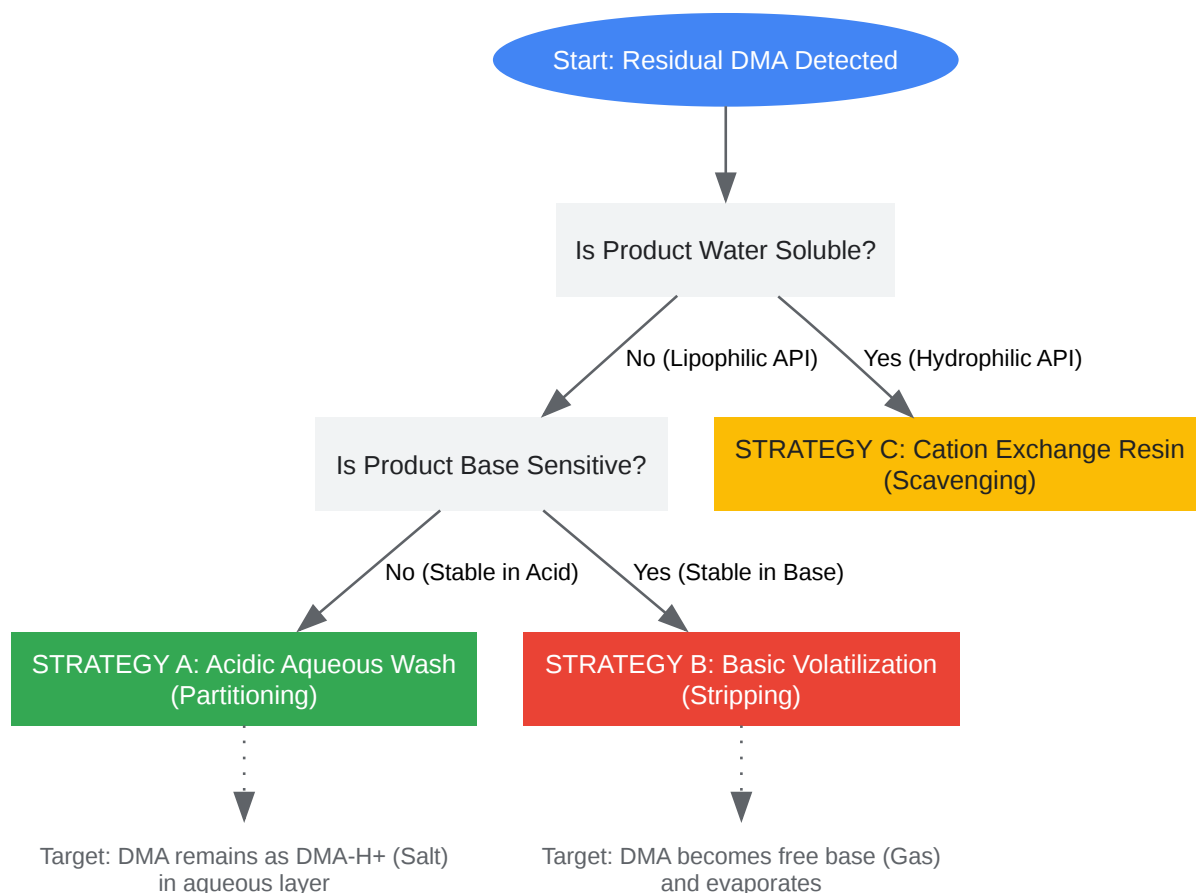 Start: Residual DMA Detected
Is Product Water Soluble?
No (Lipophilic API)
Yes (Hydrophilic API)
Is Product Base Sensitive?
STRATEGY C: Cation Exchange Resin
(Scavenging)
No (Stable in Acid)
Yes (Stable in Base)
STRATEGY A: Acidic Aqueous Wash
(Partitioning)
STRATEGY B: Basic Volatilization
(Stripping)
Target: DMA remains as DMA-H+ (Salt)
in aqueous layer
Target: DMA becomes free base (Gas)
and evaporates